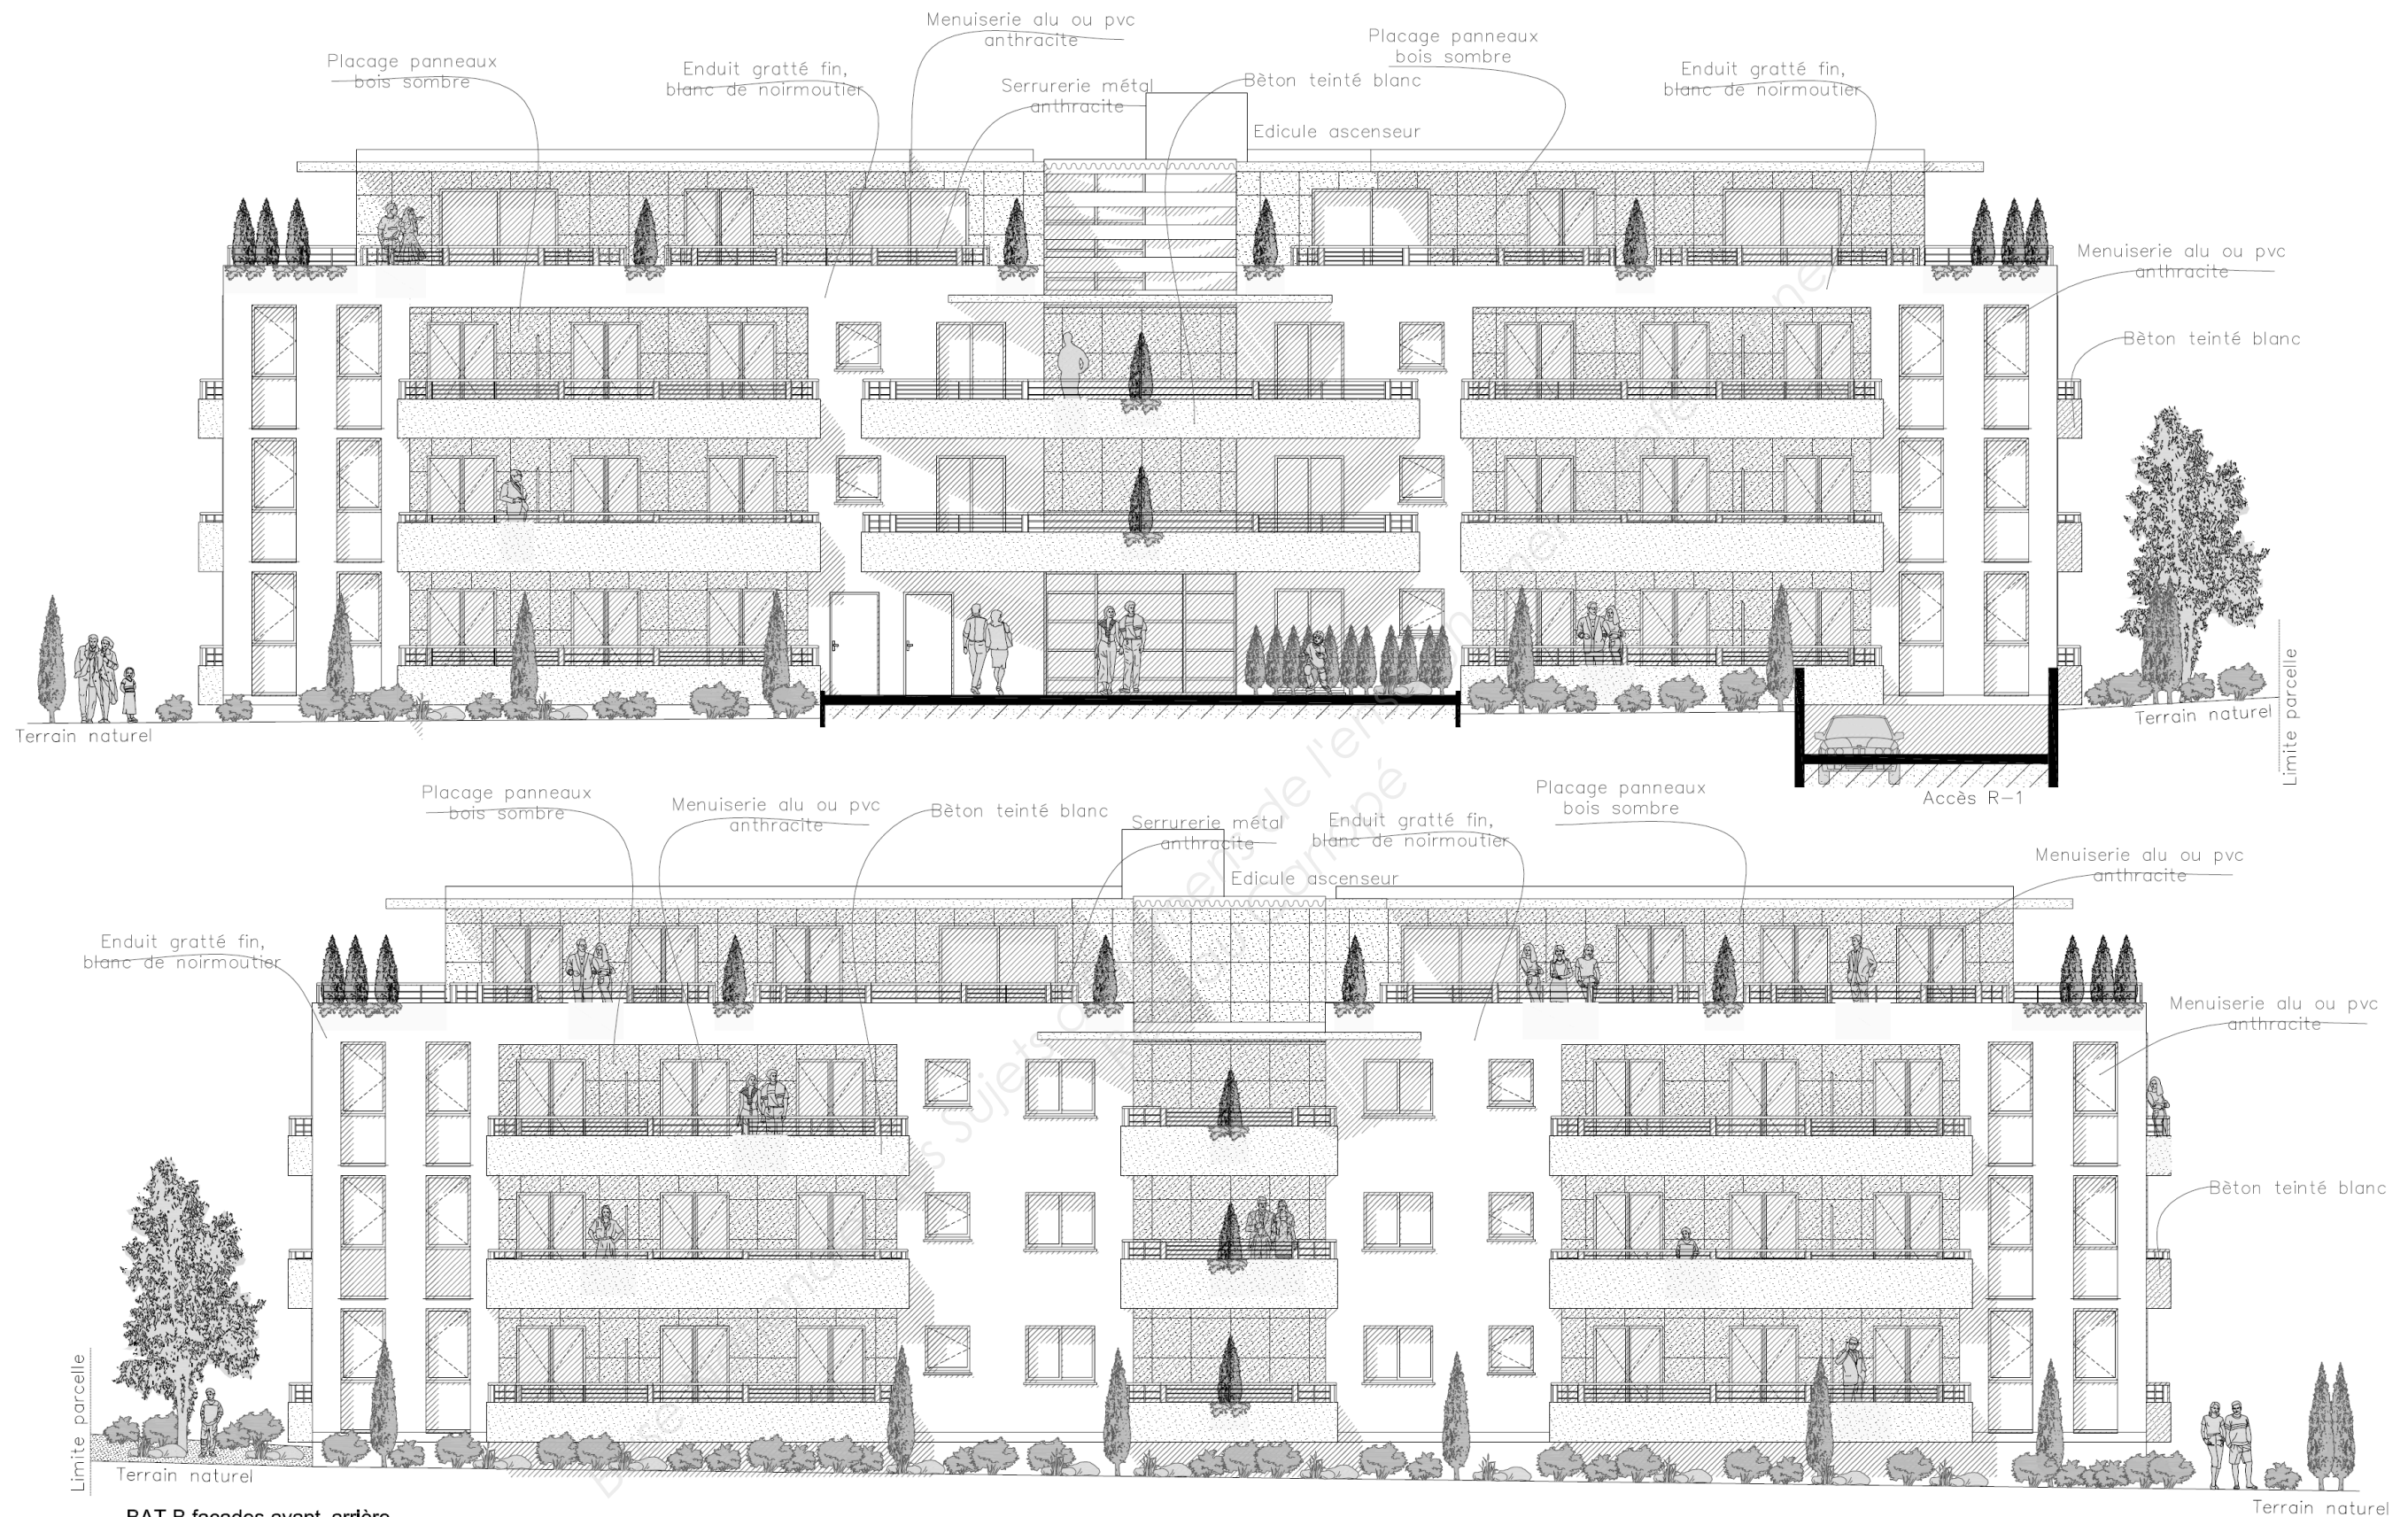 Menuiserie alu ou pvc
anthracite
Placage panneaux
bois sombre
Enduit gratté fin,
blanc de noirmoutier
Serrurerie métal
anthracite
Bèton teinté blanc
Placage panneaux
bois sombre
Enduit gratté fin,
blanc de noirmoutier
Edicule ascenseur
Menuiserie alu ou pvc
anthracite
Bèton teinté blanc
Terrain naturel
Terrain naturel
Limite parcelle
Accès R-1
Placage panneaux
bois sombre
Menuiserie alu ou pvc
anthracite
Bèton teinté blanc
Serrurerie métal
anthracite
Enduit gratté fin,
blanc de noirmoutier
Placage panneaux
bois sombre
Edicule ascenseur
Menuiserie alu ou pvc
anthracite
Enduit gratté fin,
blanc de noirmoutier
Menuiserie alu ou pvc
anthracite
Bèton teinté blanc
Limite parcelle
Terrain naturel
Terrain naturel
BAT B façades avant, arrière